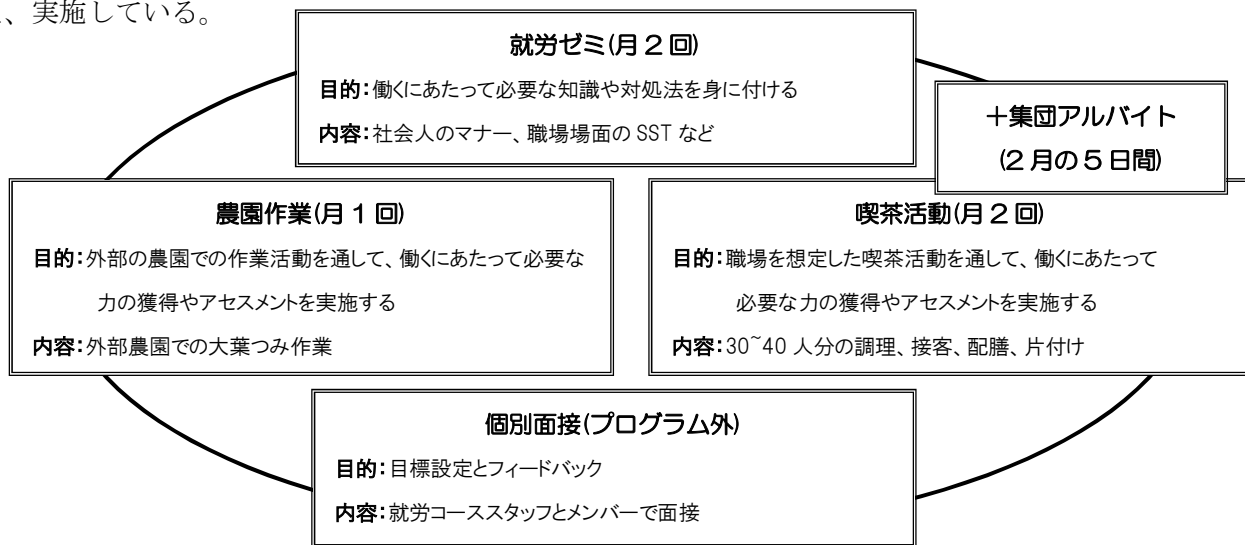 、実施している。
就労ゼミ(月２回)
目的:働くにあたって必要な知識や対処法を身に付ける
内容:社会人のマナー、職場場面の SST など
＋集団アルバイト
(２月の５日間)
農園作業(月１回)
目的:外部の農園での作業活動を通して、働くにあたって必要な
力の獲得やアセスメントを実施する
内容:外部農園での大葉つみ作業
喫茶活動(月２回)
目的:職場を想定した喫茶活動を通して、働くにあたって
必要な力の獲得やアセスメントを実施する
内容:30~40 人分の調理、接客、配膳、片付け
個別面接(プログラム外)
目的:目標設定とフィードバック
内容:就労コーススタッフとメンバーで面接